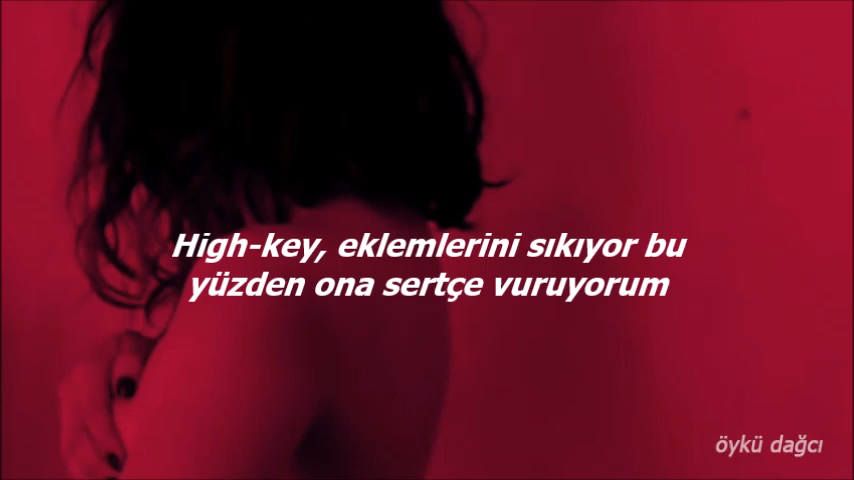 High-key, eklemlerini sıkıyor bu
yüzden ona sertçe vuruyorum
öykü dağcı